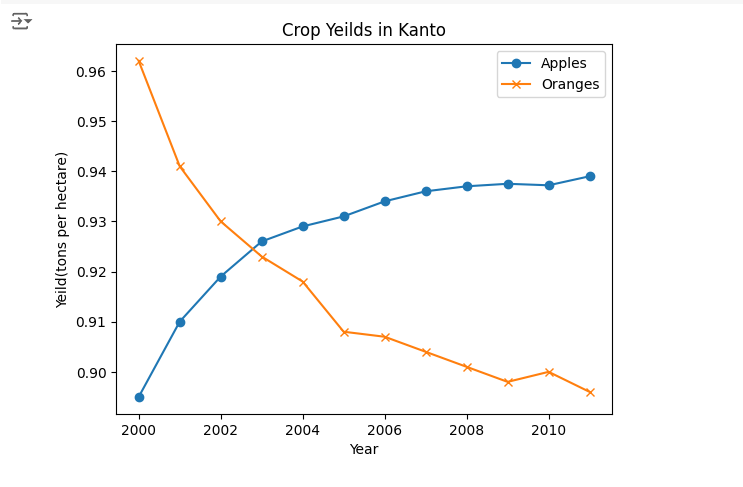 Crop Yeilds in Kanto
Apples
Oranges
0.96
0.95
0.94
0.93
0.92
0.91
0.90
Yeild(tons per hectare)
2000 2002 2004 2006 2008 2010
Year